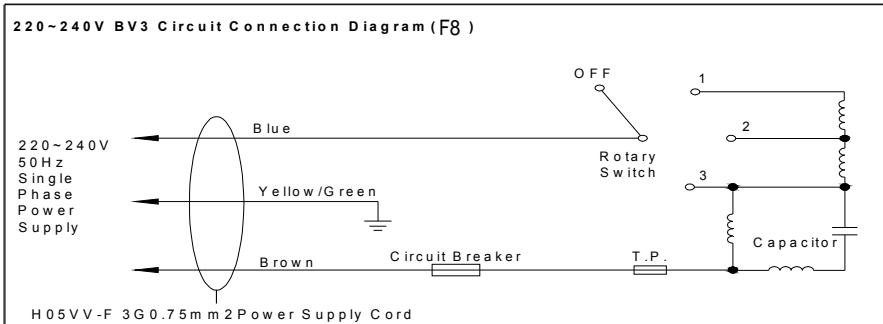 220~240V BV3 Circuit Connection Diagram(F8)
OFF
1
Blue
2
220~240V
50Hz
Single
Phase
Power
Supply
Rotary
Switch
3
Yellow/Green
Capacitor
Brown
Circuit Breaker
T.P.
H05VV-F 3G0.75mm2 Power Supply Cord